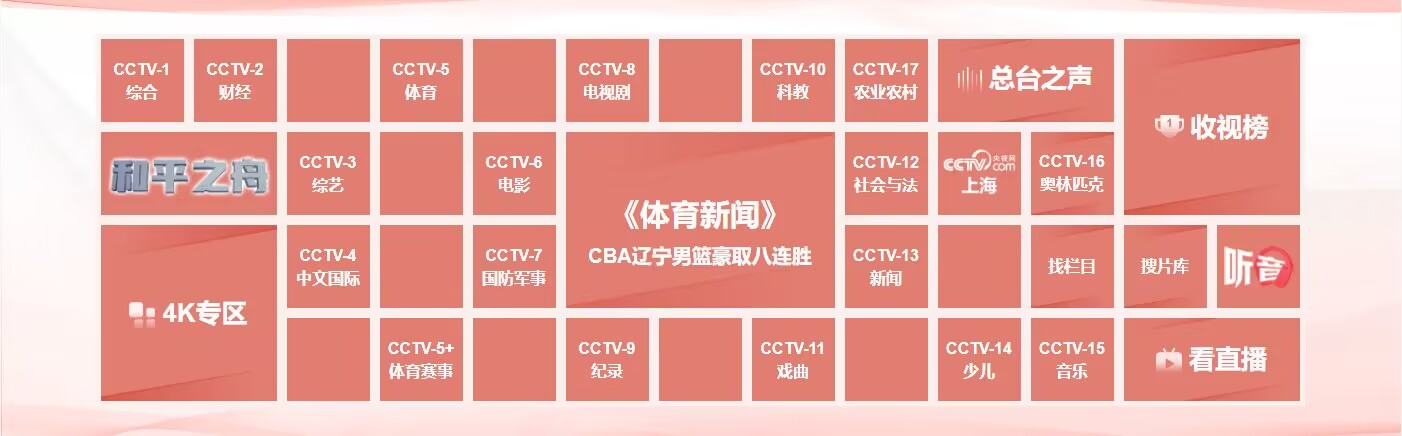 CCTV-1
综合
CCTV-2
财经
CCTV-5
体育
CCTV-8
电视剧
CCTV-10
科教
CCTV-17
农业农村
总台之声
1
收视榜
和平之舟
CCTV-3
综艺
CCTV-6
电影
《体育新闻》
CBA辽宁男篮豪取八连胜
CCTV-12
社会与法
CCTV 央视网
com
上海
CCTV-16
奥林匹克
4K专区
CCTV-4
中文国际
CCTV-7
国防军事
CCTV-13
新闻
找栏目
搜片库
听音
CCTV-5+
体育赛事
CCTV-9
纪录
CCTV-11
戏曲
CCTV-14
少儿
CCTV-15
音乐
看直播